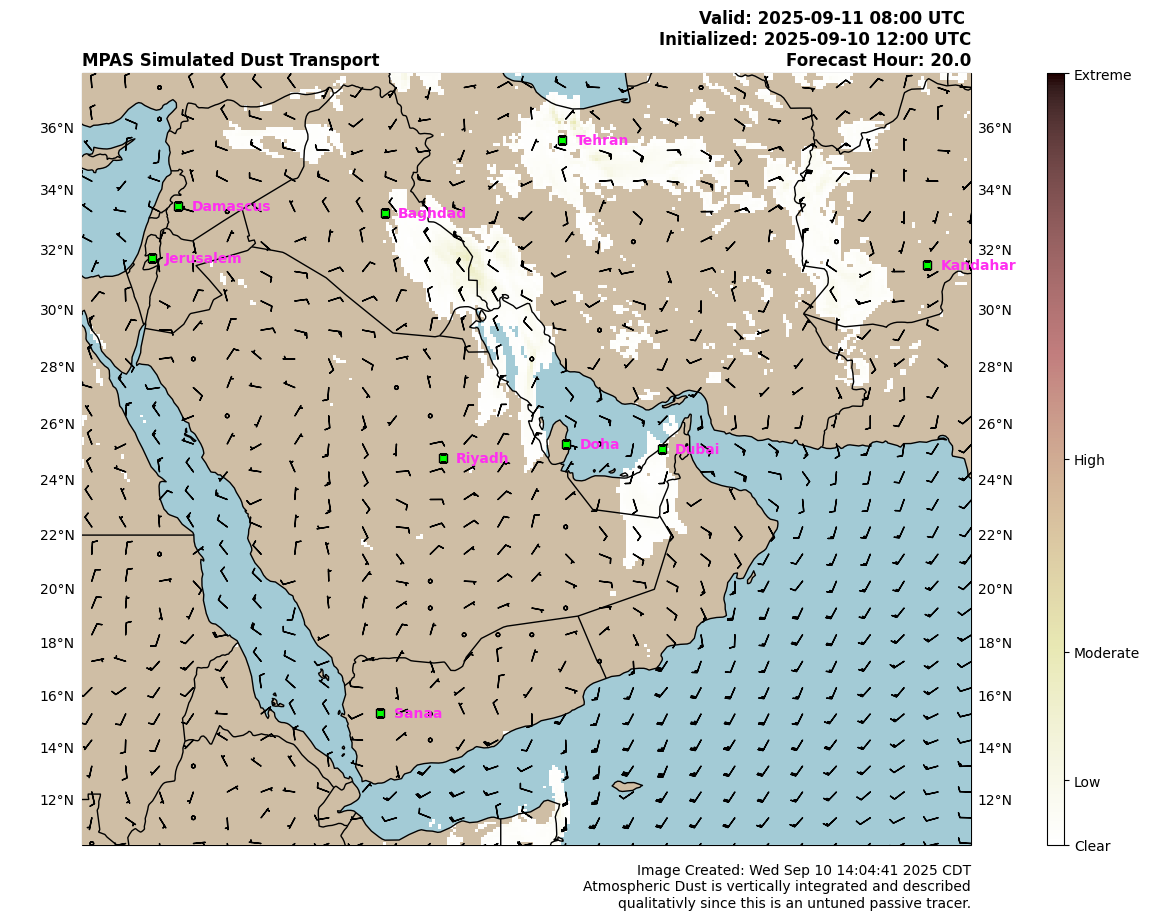 Valid: 2025-09-11 08:00 UTC
Initialized: 2025-09-10 12:00 UTC
MPAS Simulated Dust Transport
Forecast Hour: 20.0
36°N
34°N
32°N
30°N
28°N
26°N
24°N
22°N
20°N
18°N
16°N
14°N
12°N
Tehran
Damascus
Baghdad
Jerusalem
Kandahar
Doha
Dubai
Riyadh
Sanaa
36°N
34°N
32°N
30°N
28°N
26°N
24°N
22°N
20°N
18°N
16°N
14°N
12°N
Extreme
High
Moderate
Low
Clear
Image Created: Wed Sep 10 14:04:41 2025 CDT
Atmospheric Dust is vertically integrated and described
qualitativly since this is an untuned passive tracer.